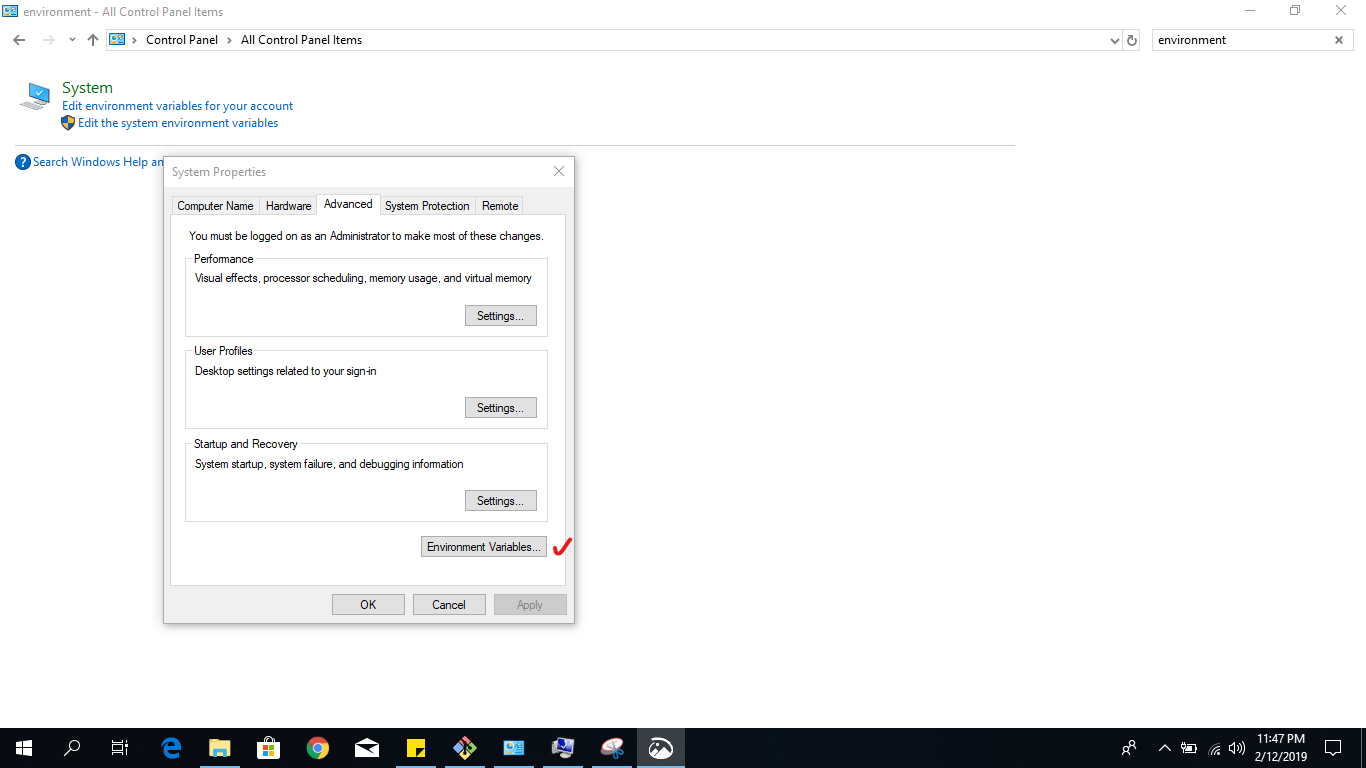 environment - All Control Panel Items
Control Panel > All Control Panel Items
environment
System
Edit environment variables for your account
Edit the system environment variables
Search Windows Help an
System Properties
Computer Name Hardware Advanced System Protection Remote
You must be logged on as an Administrator to make most of these changes.
Performance
Visual effects, processor scheduling, memory usage, and virtual memory
Settings...
User Profiles
Desktop settings related to your sign-in
Settings...
Startup and Recovery
System startup, system failure, and debugging information
Settings...
Environment Variables...
OK Cancel Apply
11:47 PM
2/12/2019